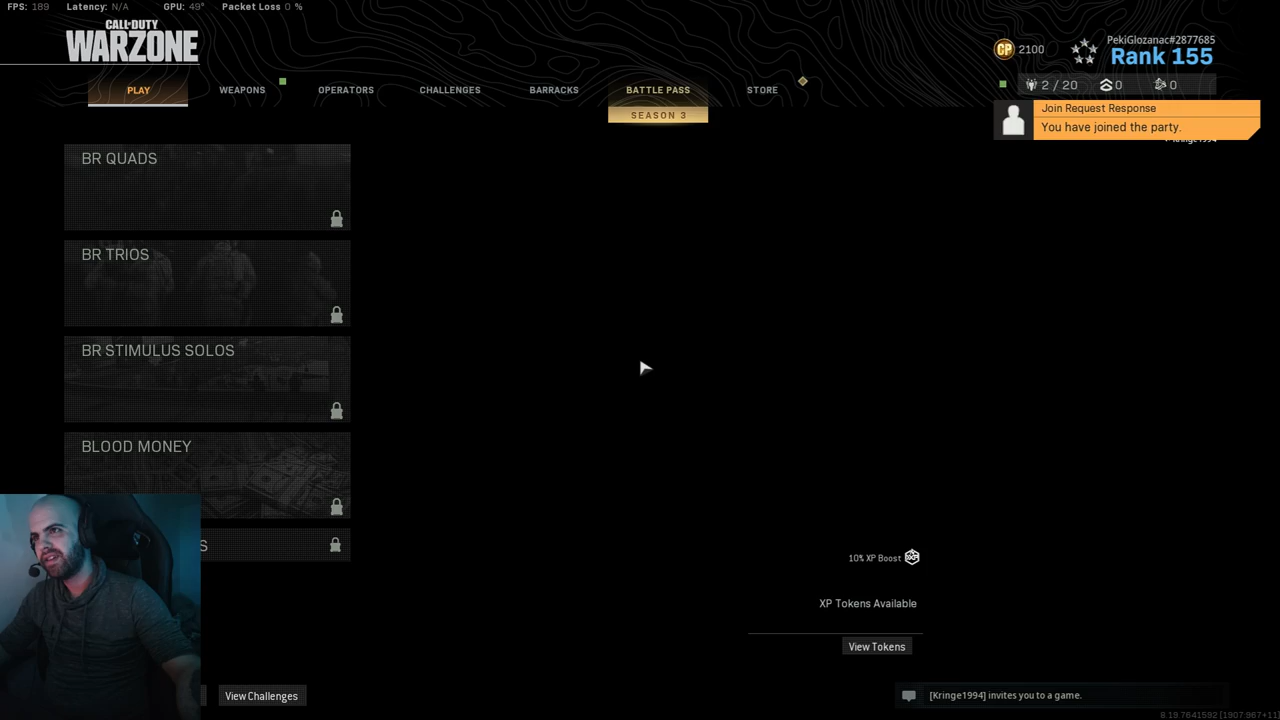 FPS: 189 Latency: N/A GPU: 49° Packet Loss 0 %
CALL OF DUTY
WARZONE
CP 2100
PekiGlozanac#2877685
Rank 155
2 / 20 0 0
PLAY WEAPONS OPERATORS CHALLENGES BARRACKS BATTLE PASS STORE
SEASON 3
Join Request Response
You have joined the party.
Kringe1994
BR QUADS
BR TRIOS
BR STIMULUS SOLOS
BLOOD MONEY
S
10% XP Boost
XP Tokens Available
View Tokens
View Challenges
[Kringe1994] invites you to a game.